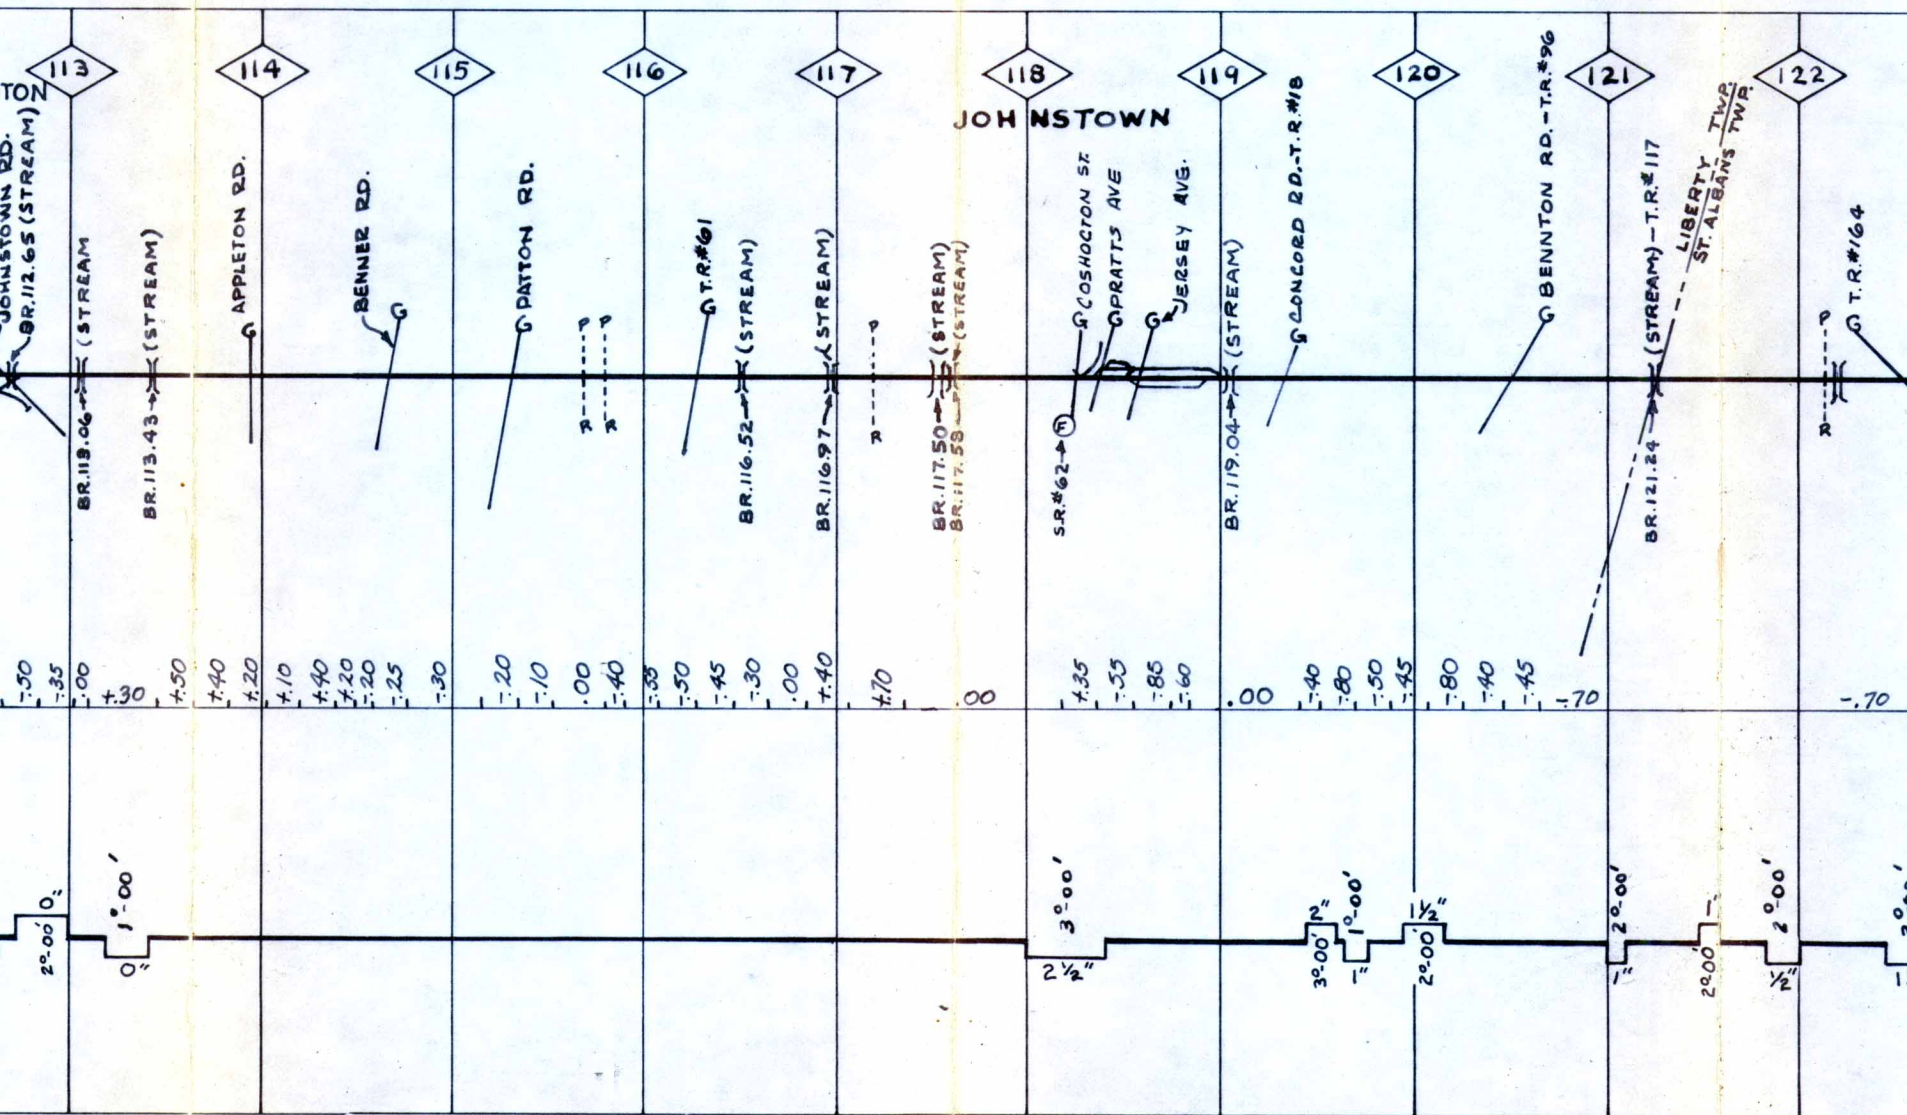 113
114
115
116
117
118
119
120
121
122
TON
JOHNSTOWN
JOHNSTOWN RD.
BR.112.65 (STREAM)
BR.113.06 (STREAM
BR.113.43 (STREAM)
G APPLETON RD.
BENNER RD.
G
G PATTON RD.
P P
R R
G T.R.#61
BR.116.52 (STREAM)
BR.116.97 (STREAM)
P
R
BR.117.50 (STREAM)
BR.117.58 (STREAM)
S.R.#62 E
G COSHOCTON ST.
G PRATTS AVE
G JERSEY AVE.
BR.119.04 (STREAM)
G CONCORD RD.-T.R.#18
G BENNTON RD.-T.R.#96
BR.121.24 (STREAM)-T.R.#117
LIBERTY TWP.
ST. ALBANS TWP.
P
R
G T.R.#164
-.50 -.35 .00 +.30 +.50 +.40 +.20 +.10 +.40 +.20 -.20 -.25 -.30 -.20 -.10 .00 -.40 -.35 -.50 -.45 -.30 .00 +.40 +.70 .00 +.35 -.55 -.60 .00 -.40 -.80 -.50 -.45 -.80 -.40 -.45 -.70 -.70
0"
2°-00'
1°-00'
0"
3°-00'
2½"
2"
3°-00'
1°-00'
1"
1½"
2°-00'
2°-00'
1"
1"
2°-00'
2°-00'
½"